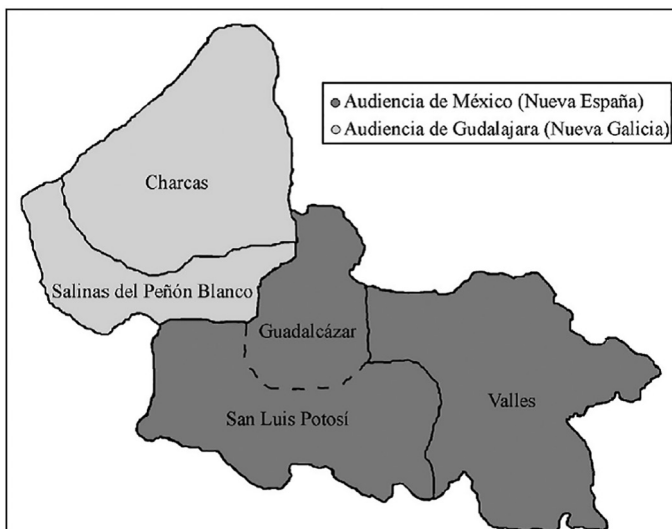 Audiencia de México (Nueva España)
Audiencia de Gudalajara (Nueva Galicia)
Charcas
Salinas del Peñón Blanco
Guadalcázar
San Luis Potosí
Valles